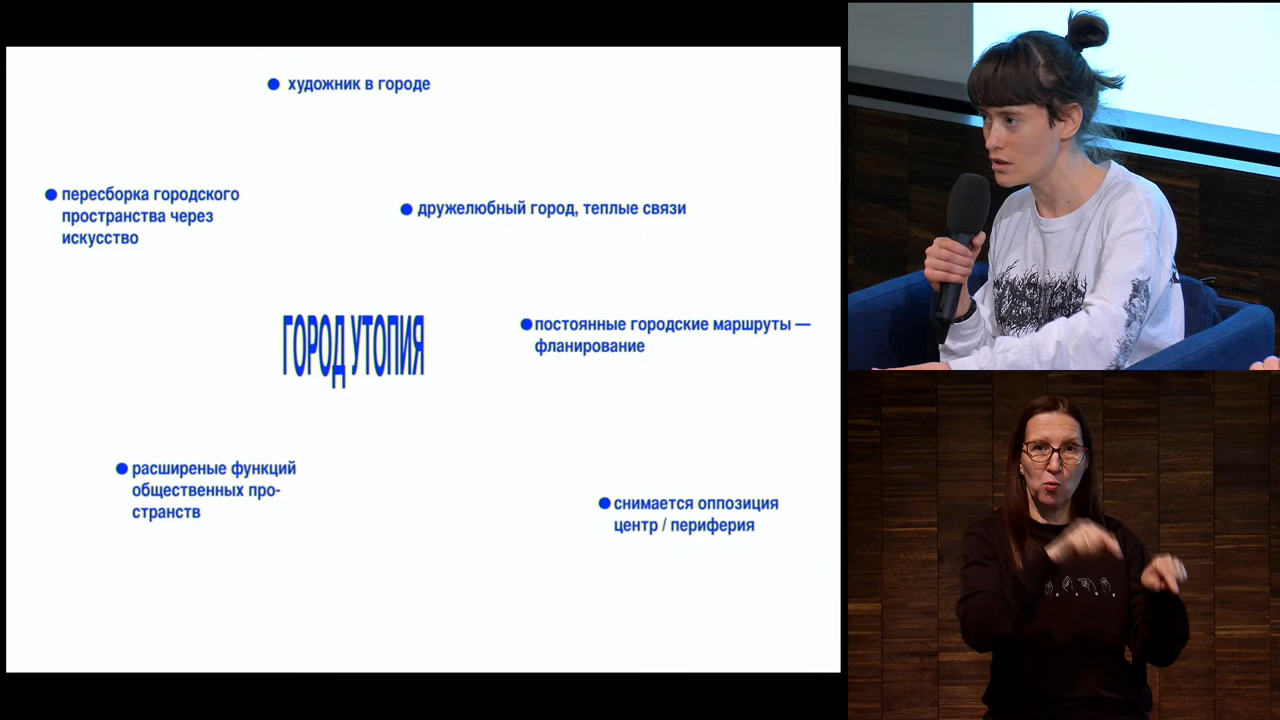 художник в городе
пересборка городского
пространства через
искусство
дружелюбный город, теплые связи
ГОРОД УТОПИЯ
постоянные городские маршруты —
фланирование
расширеные функций
общественных про-
странств
снимается оппозиция
центр / периферия